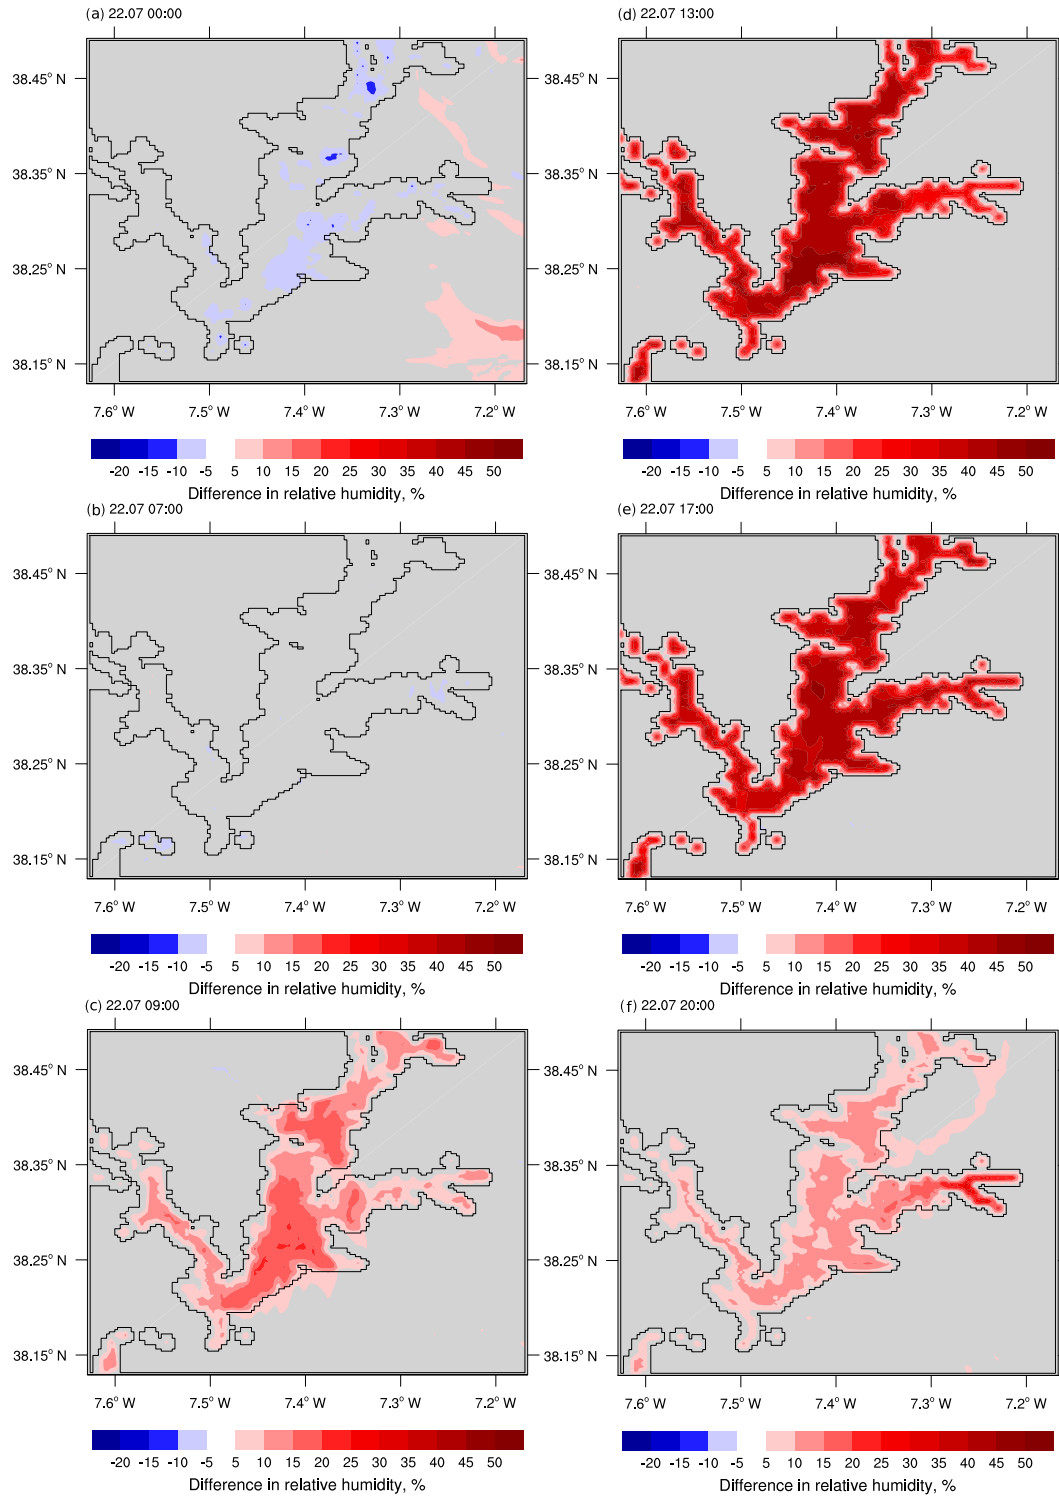 (a) 22.07 00:00
38.45° N
38.35° N
38.25° N
38.15° N
7.6° W 7.5° W 7.4° W 7.3° W 7.2° W
-20 -15 -10 -5 5 10 15 20 25 30 35 40 45 50
Difference in relative humidity, %
(b) 22.07 07:00
38.45° N
38.35° N
38.25° N
38.15° N
7.6° W 7.5° W 7.4° W 7.3° W 7.2° W
-20 -15 -10 -5 5 10 15 20 25 30 35 40 45 50
Difference in relative humidity, %
(c) 22.07 09:00
38.45° N
38.35° N
38.25° N
38.15° N
7.6° W 7.5° W 7.4° W 7.3° W 7.2° W
-20 -15 -10 -5 5 10 15 20 25 30 35 40 45 50
Difference in relative humidity, %
(d) 22.07 13:00
38.45° N
38.35° N
38.25° N
38.15° N
7.6° W 7.5° W 7.4° W 7.3° W 7.2° W
-20 -15 -10 -5 5 10 15 20 25 30 35 40 45 50
Difference in relative humidity, %
(e) 22.07 17:00
38.45° N
38.35° N
38.25° N
38.15° N
7.6° W 7.5° W 7.4° W 7.3° W 7.2° W
-20 -15 -10 -5 5 10 15 20 25 30 35 40 45 50
Difference in relative humidity, %
(f) 22.07 20:00
38.45° N
38.35° N
38.25° N
38.15° N
7.6° W 7.5° W 7.4° W 7.3° W 7.2° W
-20 -15 -10 -5 5 10 15 20 25 30 35 40 45 50
Difference in relative humidity, %